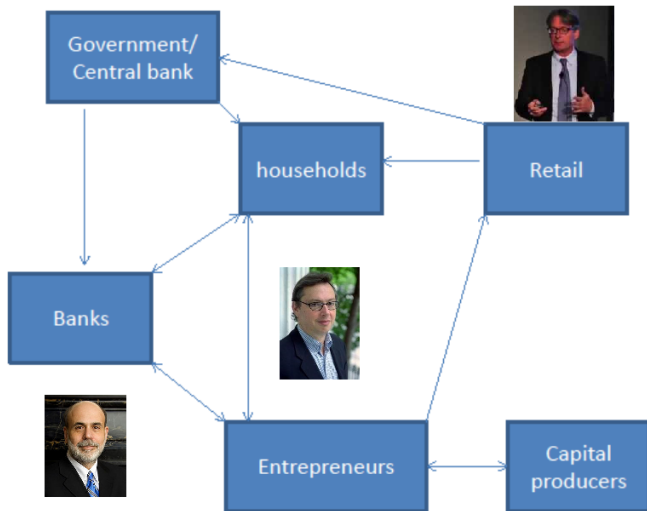 Government/
Central bank
households
Retail
Banks
Entrepreneurs
Capital
producers